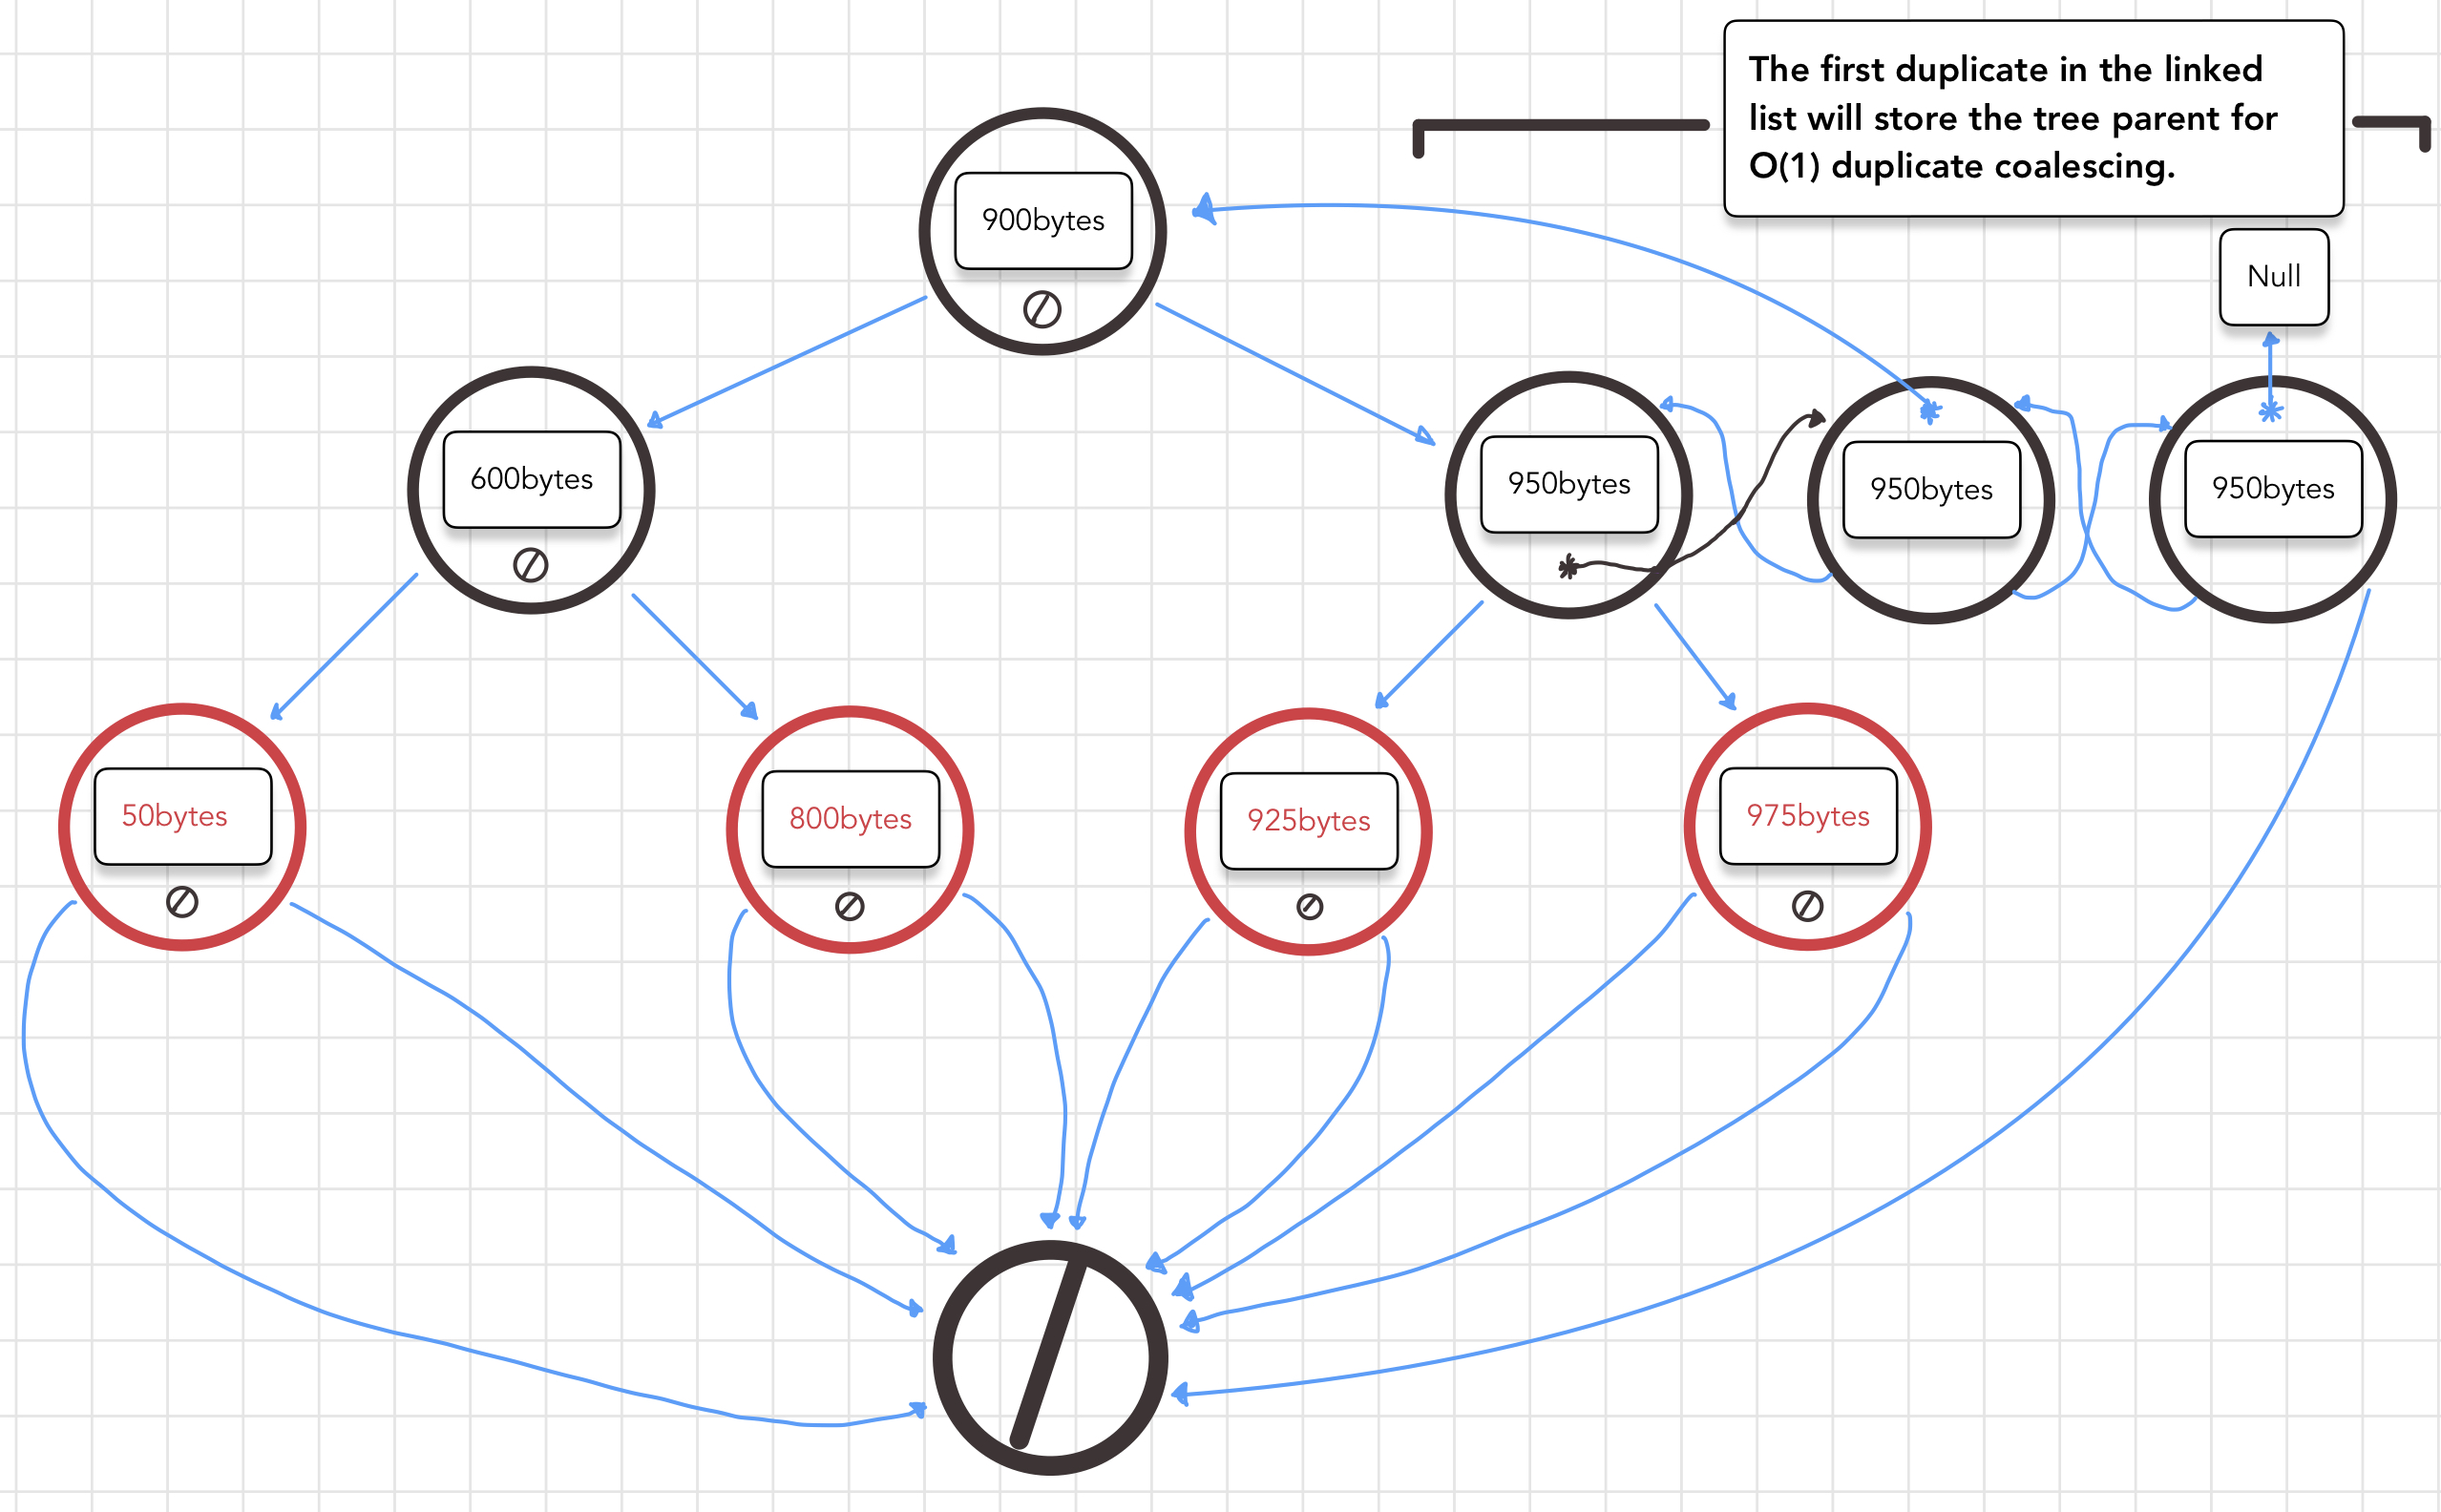 The first duplicate in the linked
list will store the tree parent for
O(1) duplicate coalescing.
900bytes
Null
600bytes
950bytes
950bytes
950bytes
50bytes
800bytes
925bytes
975bytes